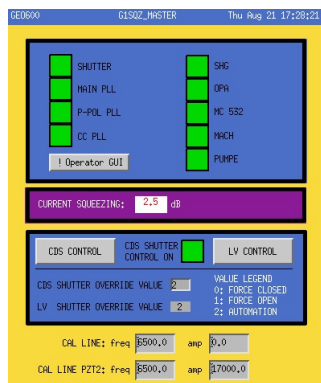 GEO600 G1SQZ_MASTER Thu Aug 21 17:28:21
SHUTTER SHG
MAIN PLL OPA
P-POL PLL MC 532
CC PLL MACH
! Operator GUI PUMPE
CURRENT SQUEEZING: 2.5 dB
CDS CONTROL CDS SHUTTER CONTROL ON LV CONTROL
CDS SHUTTER OVERRIDE VALUE 2
LV SHUTTER OVERRIDE VALUE 2
VALUE LEGEND
0: FORCE CLOSED
1: FORCE OPEN
2: AUTOMATION
CAL LINE: freq 6500.0 amp 0.0
CAL LINE PZT2: freq 6500.0 amp 17000.0